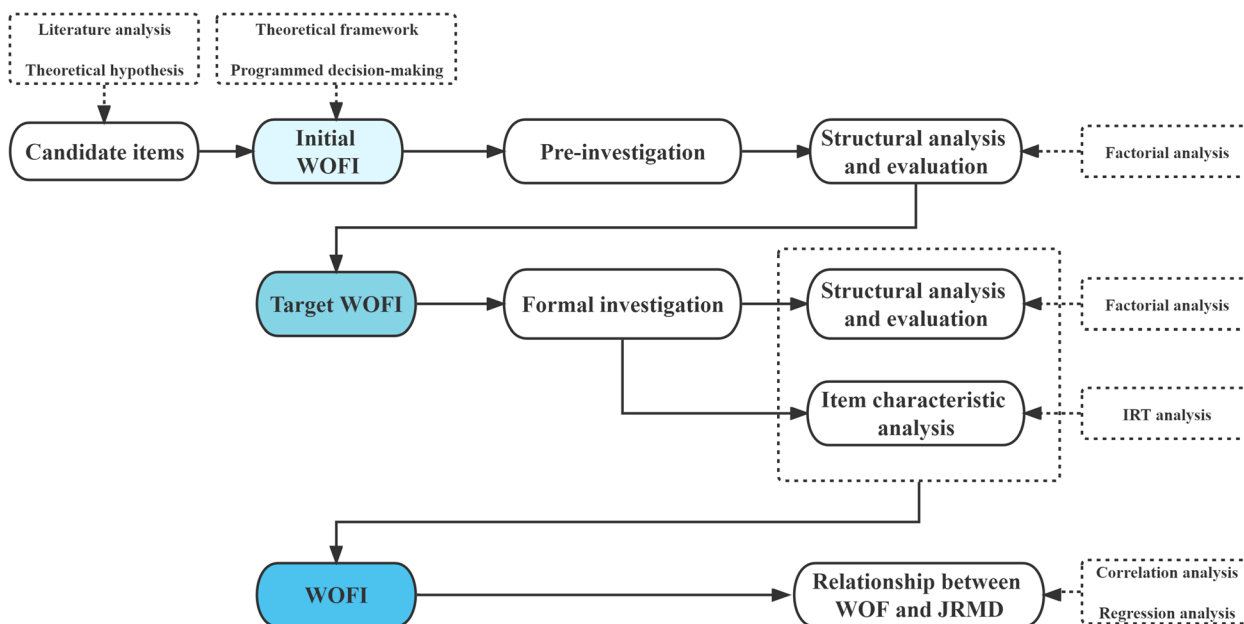 Literature analysis
Theoretical hypothesis
Theoretical framework
Programmed decision-making
Candidate items
Initial
WOFI
Pre-investigation
Structural analysis
and evaluation
Factorial analysis
Target WOFI
Formal investigation
Structural analysis
and evaluation
Factorial analysis
Item characteristic
analysis
IRT analysis
WOFI
Relationship between
WOF and JRMD
Correlation analysis
Regression analysis